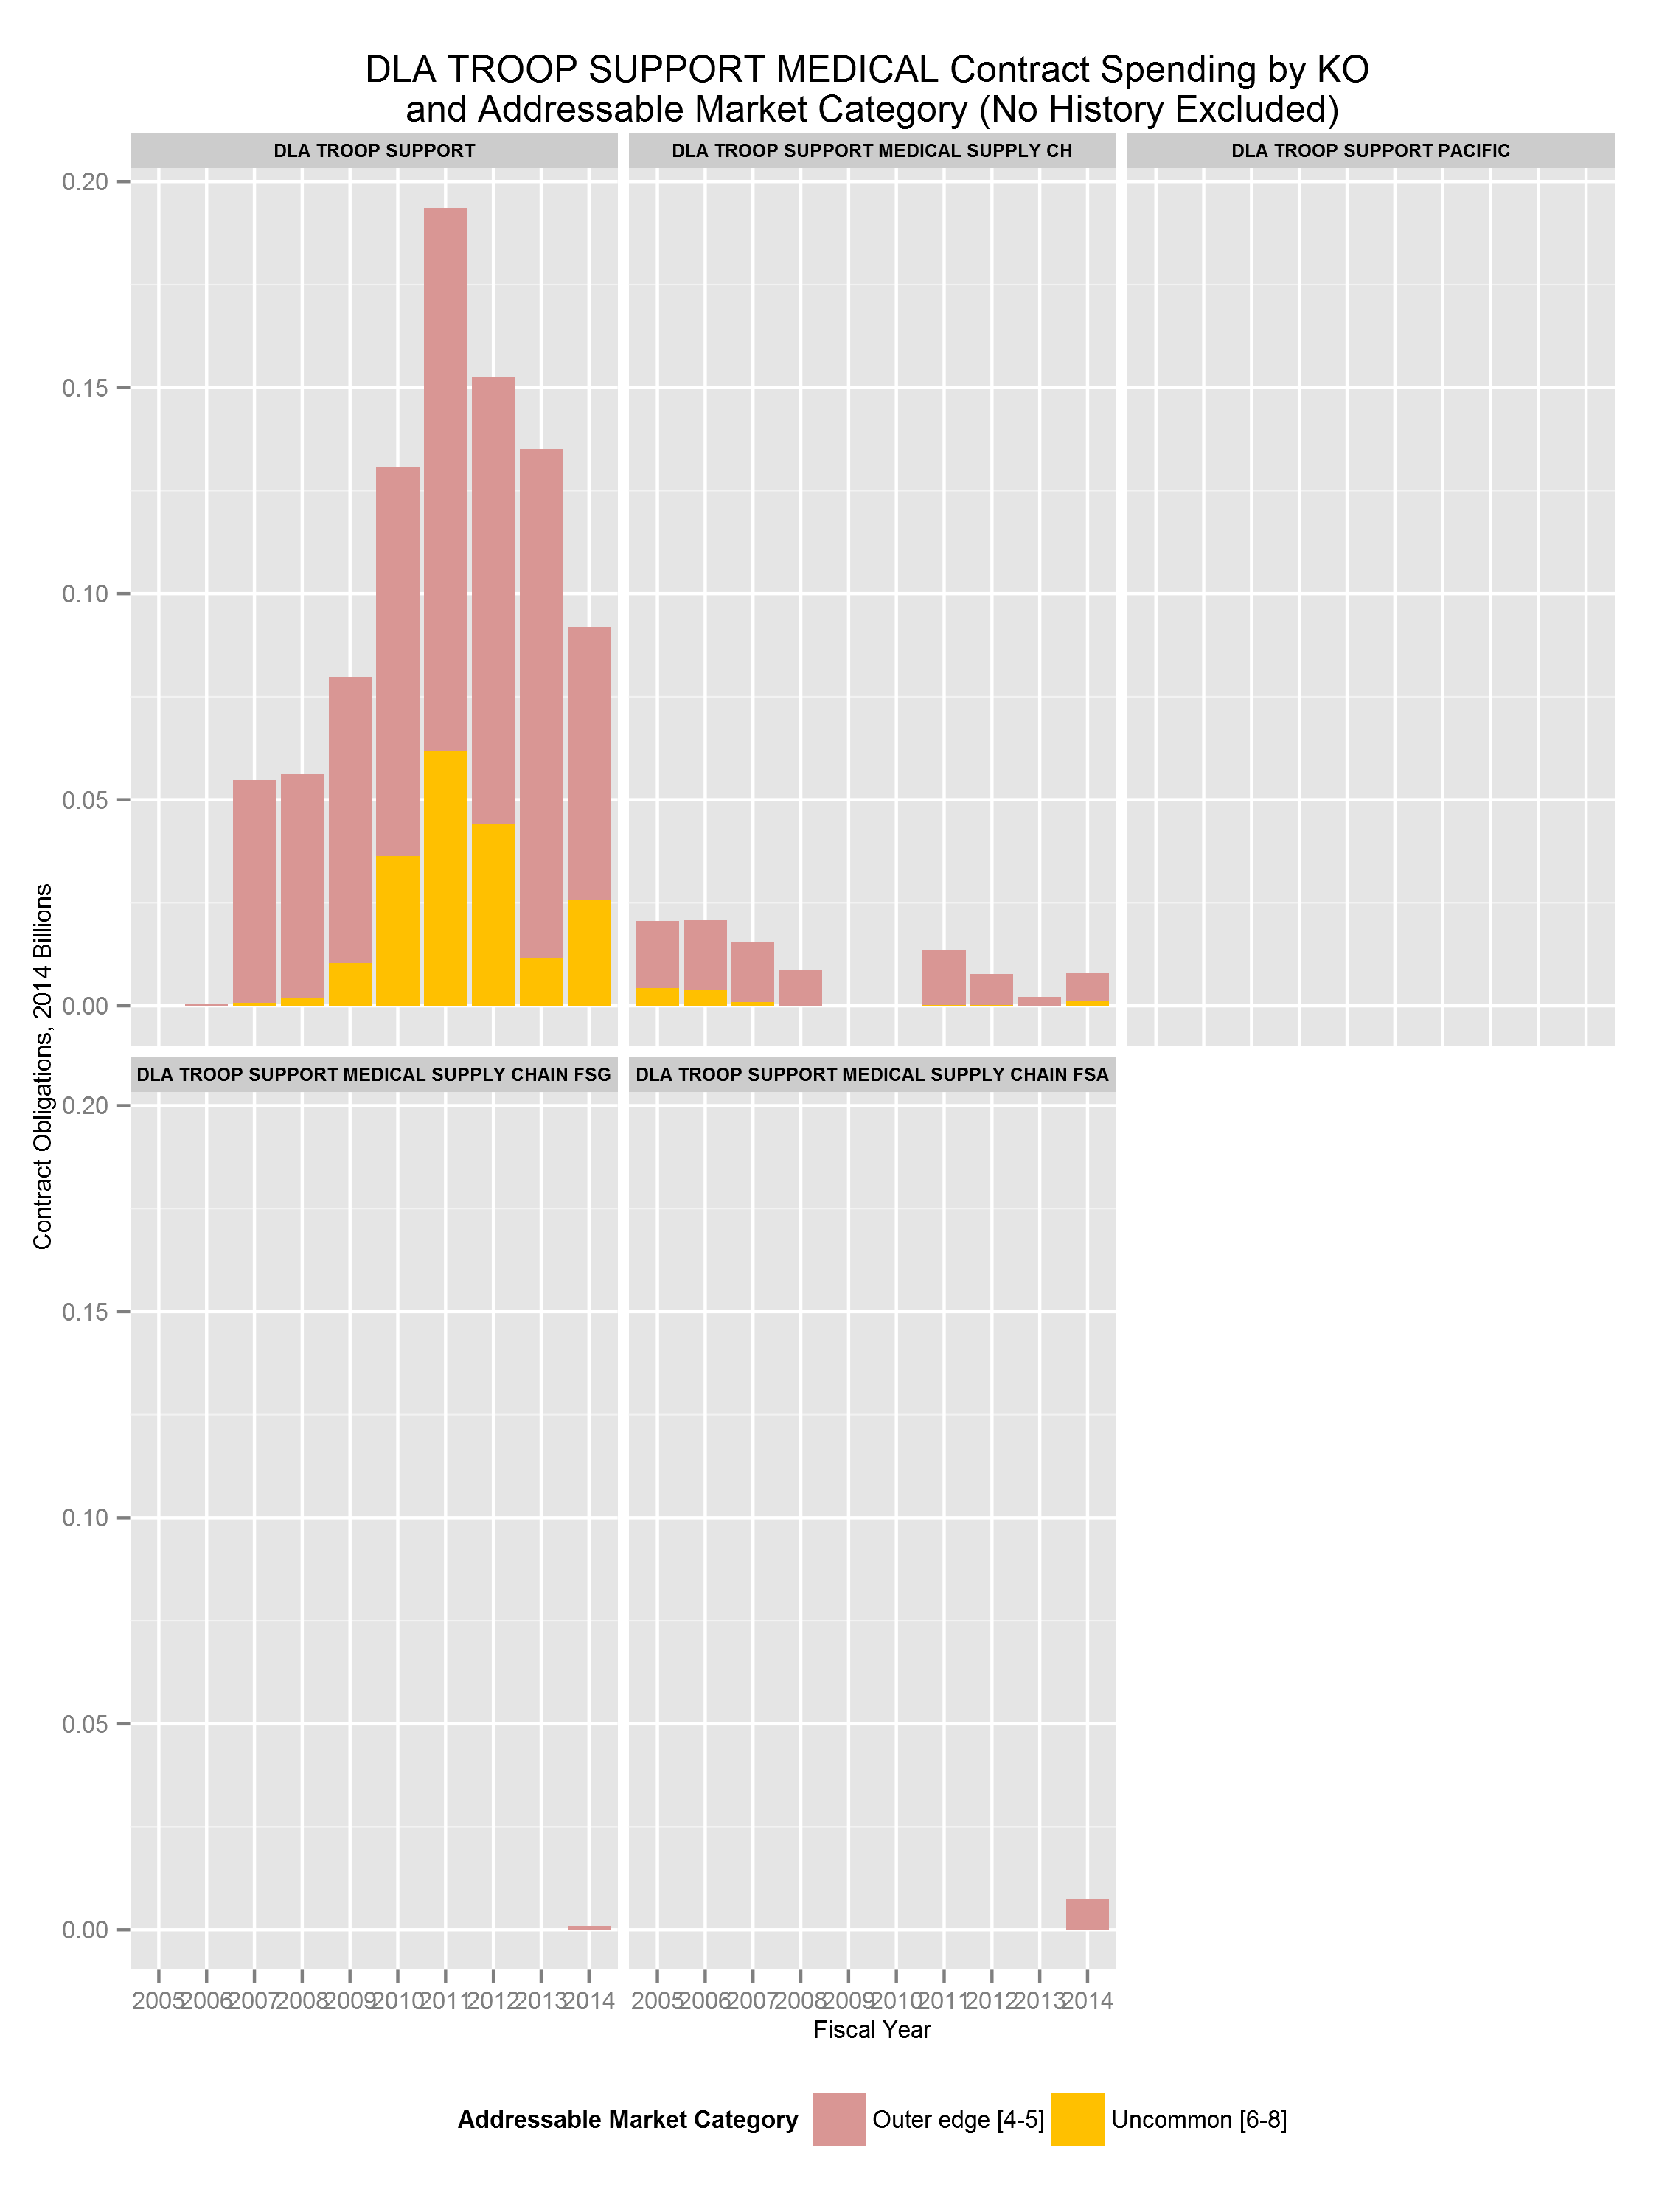 DLA TROOP SUPPORT MEDICAL Contract Spending by KO
and Addressable Market Category (No History Excluded)
DLA TROOP SUPPORT
DLA TROOP SUPPORT MEDICAL SUPPLY CH
DLA TROOP SUPPORT PACIFIC
0.20
0.15
0.10
0.05
0.00
DLA TROOP SUPPORT MEDICAL SUPPLY CHAIN FSG
DLA TROOP SUPPORT MEDICAL SUPPLY CHAIN FSA
0.20
0.15
0.10
0.05
0.00
Contract Obligations, 2014 Billions
2005 2006 2007 2008 2009 2010 2011 2012 2013 2014
2005 2006 2007 2008 2009 2010 2011 2012 2013 2014
Fiscal Year
Addressable Market Category Outer edge [4-5] Uncommon [6-8]